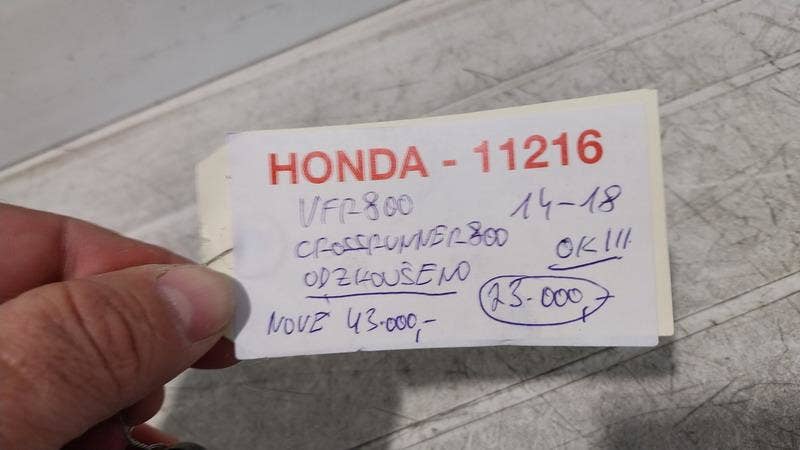 HONDA - 11216
VFR800 14-18
CROSSRUNNER800 OK!!!
ODZKOUŠENO 23.000,-
NOVÉ 43.000,-